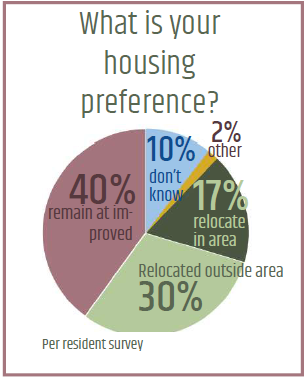 What is your
housing
preference?
10%
don't
know
2%
other
17%
relocate
in area
40%
remain at im-
proved
Relocated outside area
30%
Per resident survey